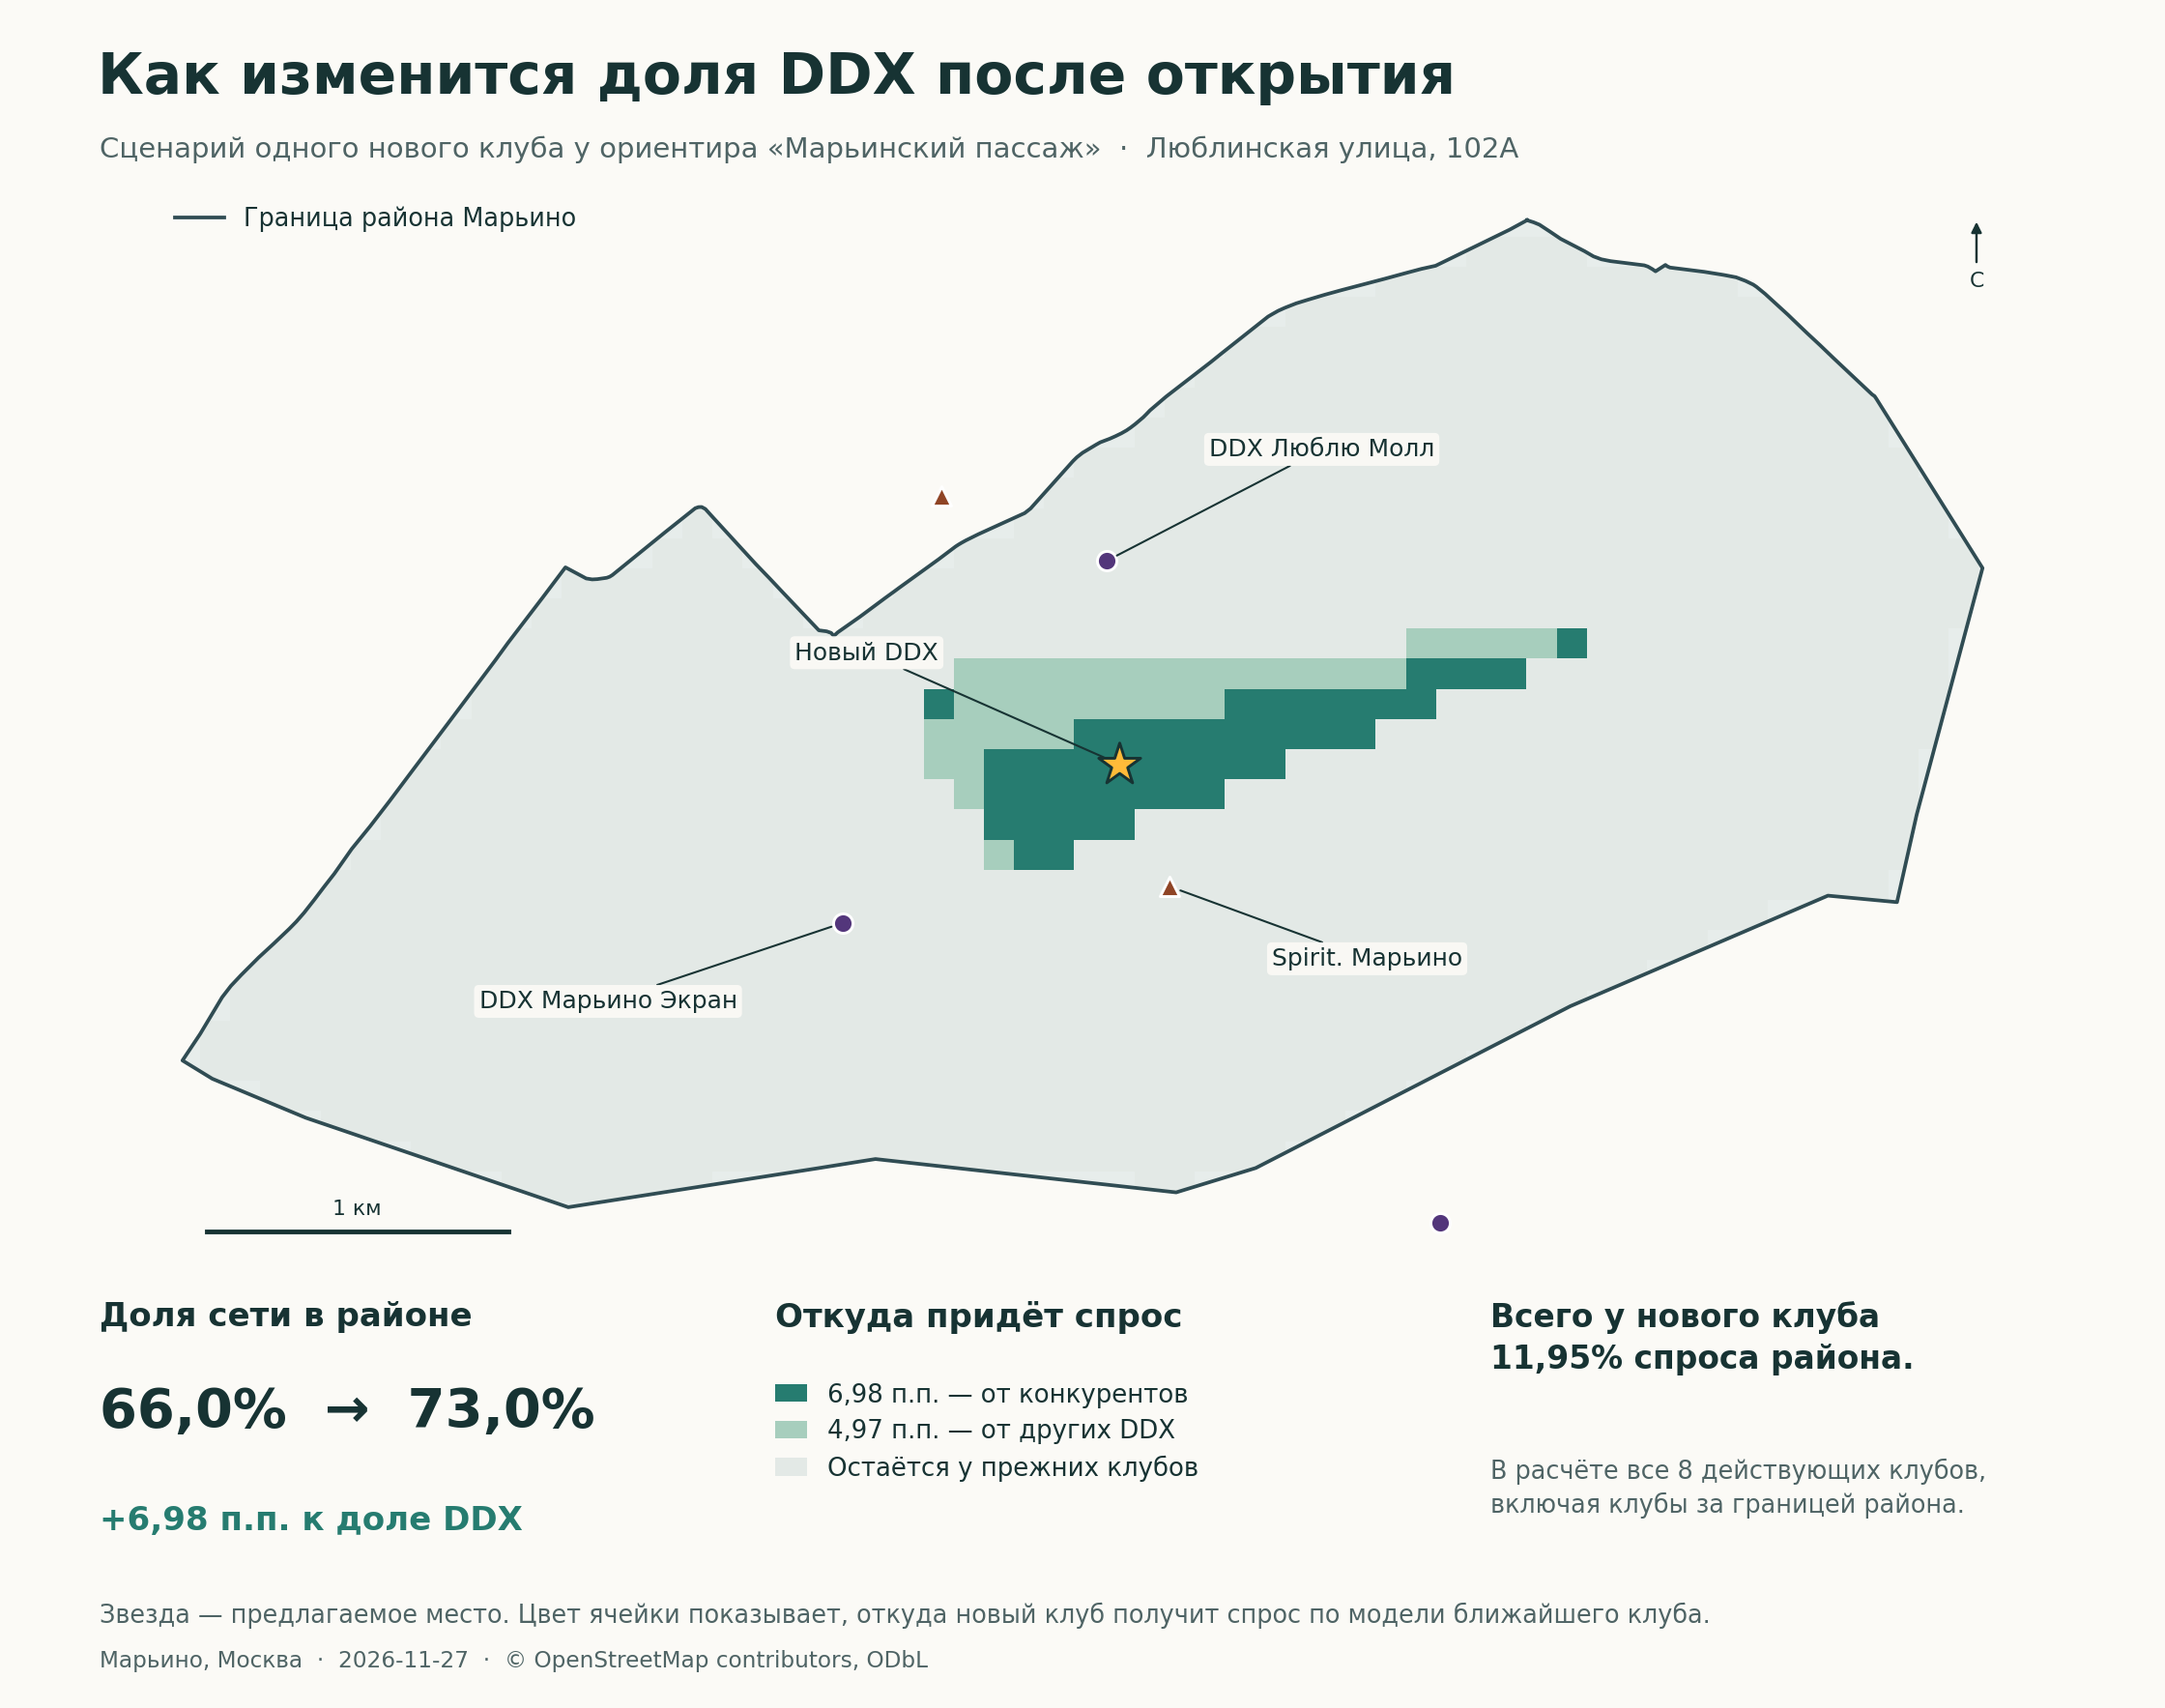 Как изменится доля DDX после открытия
Сценарий одного нового клуба у ориентира «Марьинский пассаж» · Люблинская улица, 102А
Граница района Марьино
С
DDX Люблю Молл
Новый DDX
Spirit. Марьино
DDX Марьино Экран
1 км
Доля сети в районе
66,0% → 73,0%
+6,98 п.п. к доле DDX
Откуда придёт спрос
6,98 п.п. — от конкурентов
4,97 п.п. — от других DDX
Остаётся у прежних клубов
Всего у нового клуба
11,95% спроса района.
В расчёте все 8 действующих клубов,
включая клубы за границей района.
Звезда — предлагаемое место. Цвет ячейки показывает, откуда новый клуб получит спрос по модели ближайшего клуба.
Марьино, Москва · 2026-11-27 · © OpenStreetMap contributors, ODbL